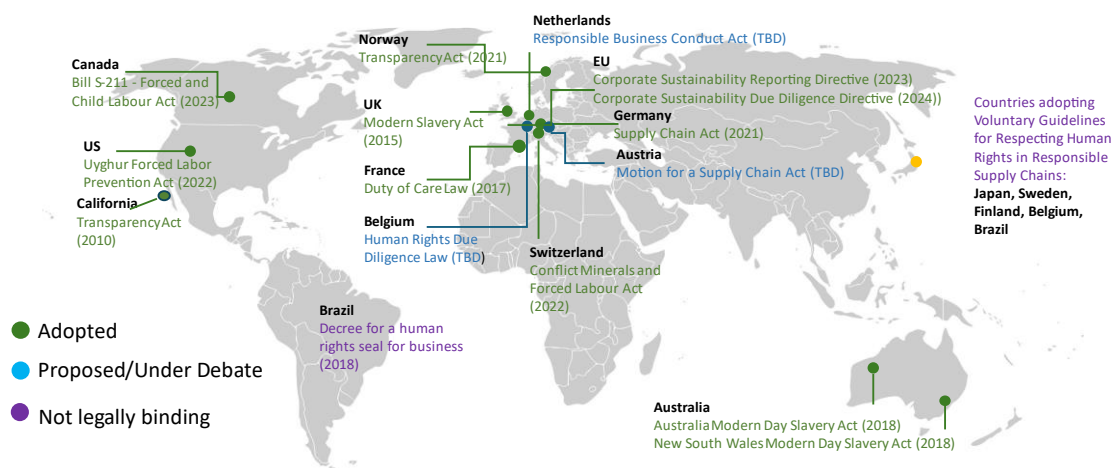 Netherlands
Responsible Business Conduct Act (TBD)
Norway
Transparency Act (2021)
EU
Corporate Sustainability Reporting Directive (2023)
Corporate Sustainability Due Diligence Directive (2024))
Canada
Bill S-211 - Forced and
Child Labour Act (2023)
UK
Modern Slavery Act
(2015)
Germany
Supply Chain Act (2021)
Countries adopting
Voluntary Guidelines
for Respecting Human
Rights in Responsible
Supply Chains:
Japan, Sweden,
Finland, Belgium,
Brazil
US
Uyghur Forced Labor
Prevention Act (2022)
Austria
Motion for a Supply Chain Act (TBD)
France
Duty of Care Law (2017)
California
Transparency Act
(2010)
Belgium
Human Rights Due
Diligence Law (TBD)
Switzerland
Conflict Minerals and
Forced Labour Act
(2022)
Brazil
Decree for a human
rights seal for business
(2018)
Adopted
Proposed/Under Debate
Not legally binding
Australia
Australia Modern Day Slavery Act (2018)
New South Wales Modern Day Slavery Act (2018)